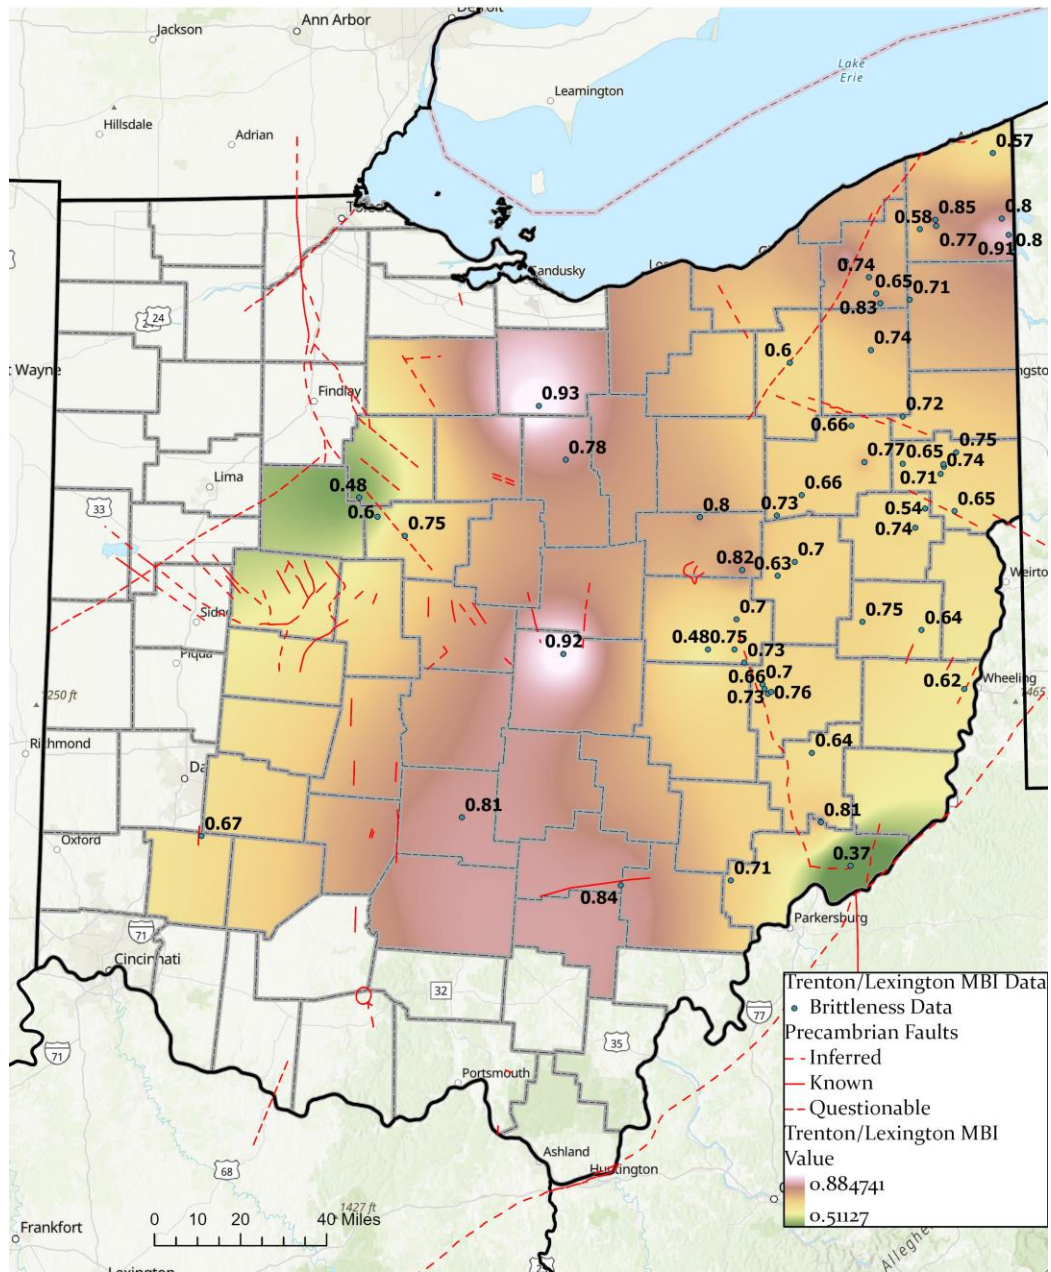 Detroit
Ann Arbor
Jackson
Lake
Erie
Leamington
Hillsdale
Adrian
0.57
0.85
0.8
0.58
0.77
0.8
0.91
0.74
0.65
0.71
0.83
Sandusky
24
24
Wayne
0.74
0.6
Findlay
0.93
0.72
0.66
0.78
0.75
0.77
0.65
0.74
0.71
Lima
0.48
0.66
0.65
33
0.6
0.8
0.73
0.54
0.75
0.74
0.7
0.82
0.63
Weirton
0.7
0.75
0.64
0.92
0.480.75
0.73
Piqua
0.66
0.7
0.62
Wheeling
1250 ft
0.73
0.76
1465
Richmond
0.64
0.81
0.81
0.67
Oxford
0.37
0.71
0.84
Parkersburg
71
Cincinnati
32
77
35
71
Portsmouth
Ashland
Huntington
68
1427 ft
Frankfort
0 10 20 40 Miles
Lexington
Trenton/Lexington MBI Data
Brittleness Data
Precambrian Faults
Inferred
Known
Questionable
Trenton/Lexington MBI
Value
0.884741
0.51127